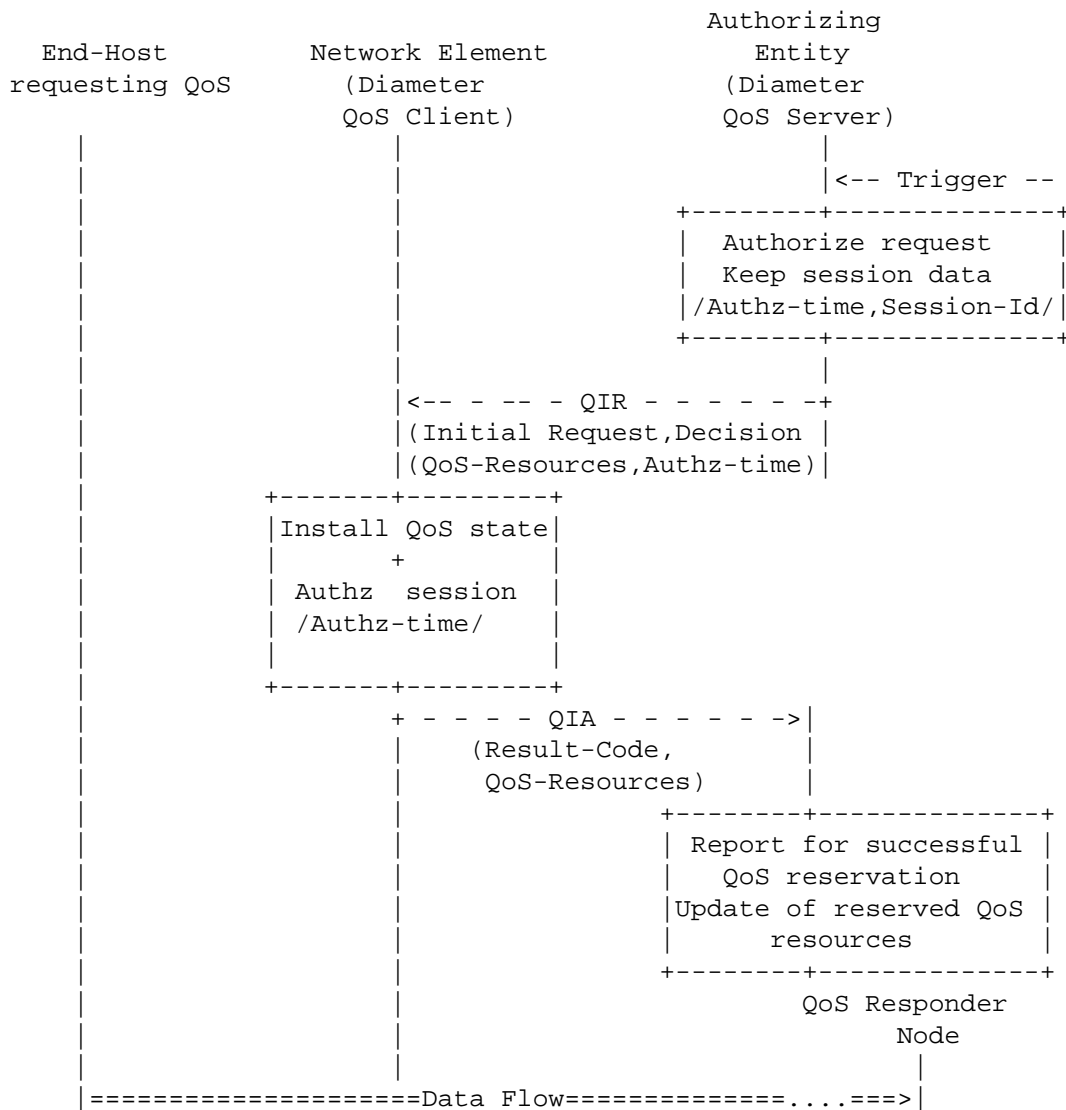 Authorizing
End-Host Network Element Entity
requesting QoS (Diameter (Diameter
QoS Client) QoS Server)
<-- Trigger --
Authorize request
Keep session data
/Authz-time,Session-Id/
<-- - -- - QIR - - - - - -+
(Initial Request,Decision
(QoS-Resources,Authz-time)
Install QoS state
+
Authz session
/Authz-time/
+ - - - - QIA - - - - - ->
(Result-Code,
QoS-Resources)
Report for successful
QoS reservation
Update of reserved QoS
resources
QoS Responder
Node
=====================Data Flow==============....===>